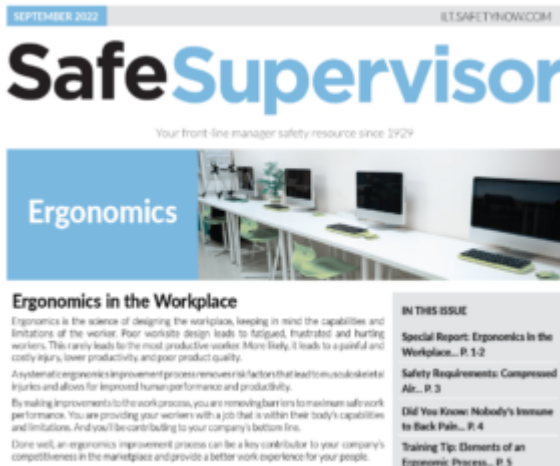 SEPTEMBER 2022
ILT.SAFETYNOW.COM
SafeSupervisor
Your front-line manager safety resource since 1929
Ergonomics
Ergonomics in the Workplace
Ergonomics is the science of designing the workplace, keeping in mind the capabilities and
limitations of the worker. Poor worksite design leads to fatigued, frustrated and hurting
workers. This rarely leads to the most productive worker. More likely, it leads to a painful and
costly injury, lower productivity, and poor product quality.
A systematic ergonomics improvement process removes risk factors that lead to musculoskeletal
injuries and allows for improved human performance and productivity.
By making improvements to the work process, you are removing barriers to maximum safe work
performance. You are providing your workers with a job that is within their body's capabilities
and limitations. And you'll be contributing to your company's bottom line.
Done well, an ergonomics improvement process can be a key contributor to your company's
competitiveness in the marketplace and provide a better work experience for your people.
IN THIS ISSUE
Special Report: Ergonomics in the
Workplace... P. 1-2
Safety Requirements: Compressed
Air... P. 3
Did You Know: Nobody's Immune
to Back Pain... P. 4
Training Tip: Elements of an
Ergonomic Process... P. 5